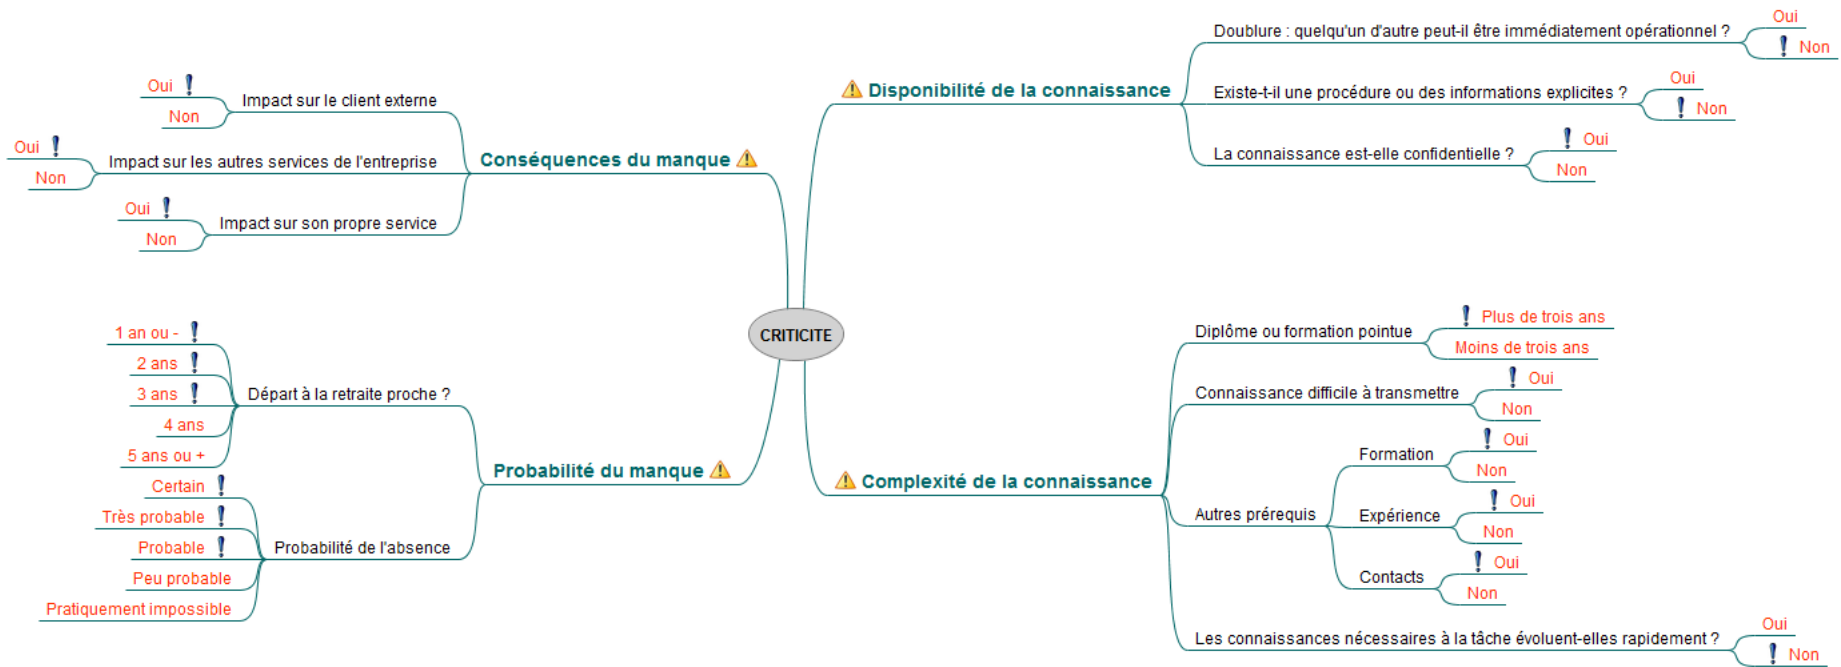 CRITICITE
Disponibilité de la connaissance
Doublure : quelqu'un d'autre peut-il être immédiatement opérationnel ?
Oui
Non
Existe-t-il une procédure ou des informations explicites ?
Oui
Non
La connaissance est-elle confidentielle ?
Oui
Non
Complexité de la connaissance
Diplôme ou formation pointue
Plus de trois ans
Moins de trois ans
Connaissance difficile à transmettre
Oui
Non
Autres prérequis
Formation
Oui
Non
Expérience
Oui
Non
Contacts
Oui
Non
Les connaissances nécessaires à la tâche évoluent-elles rapidement ?
Oui
Non
Conséquences du manque
Impact sur le client externe
Oui
Non
Impact sur les autres services de l'entreprise
Oui
Non
Impact sur son propre service
Oui
Non
Probabilité du manque
Départ à la retraite proche ?
1 an ou -
2 ans
3 ans
4 ans
5 ans ou +
Probabilité de l'absence
Certain
Très probable
Probable
Peu probable
Pratiquement impossible